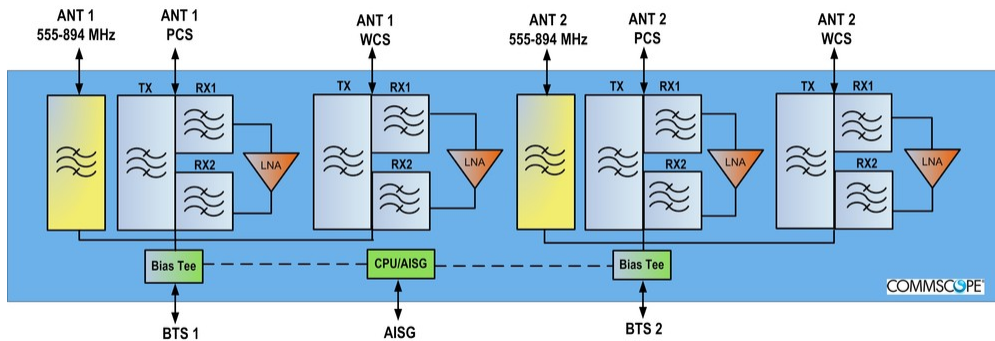 ANT 1
555-894 MHz
ANT 1
PCS
ANT 1
WCS
ANT 2
555-894 MHz
ANT 2
PCS
ANT 2
WCS
TX
RX1
TX
RX1
TX
RX1
TX
RX1
LNA
LNA
LNA
LNA
RX2
RX2
RX2
RX2
Bias Tee
CPU/AISG
Bias Tee
COMMSCOPE®
BTS 1
AISG
BTS 2